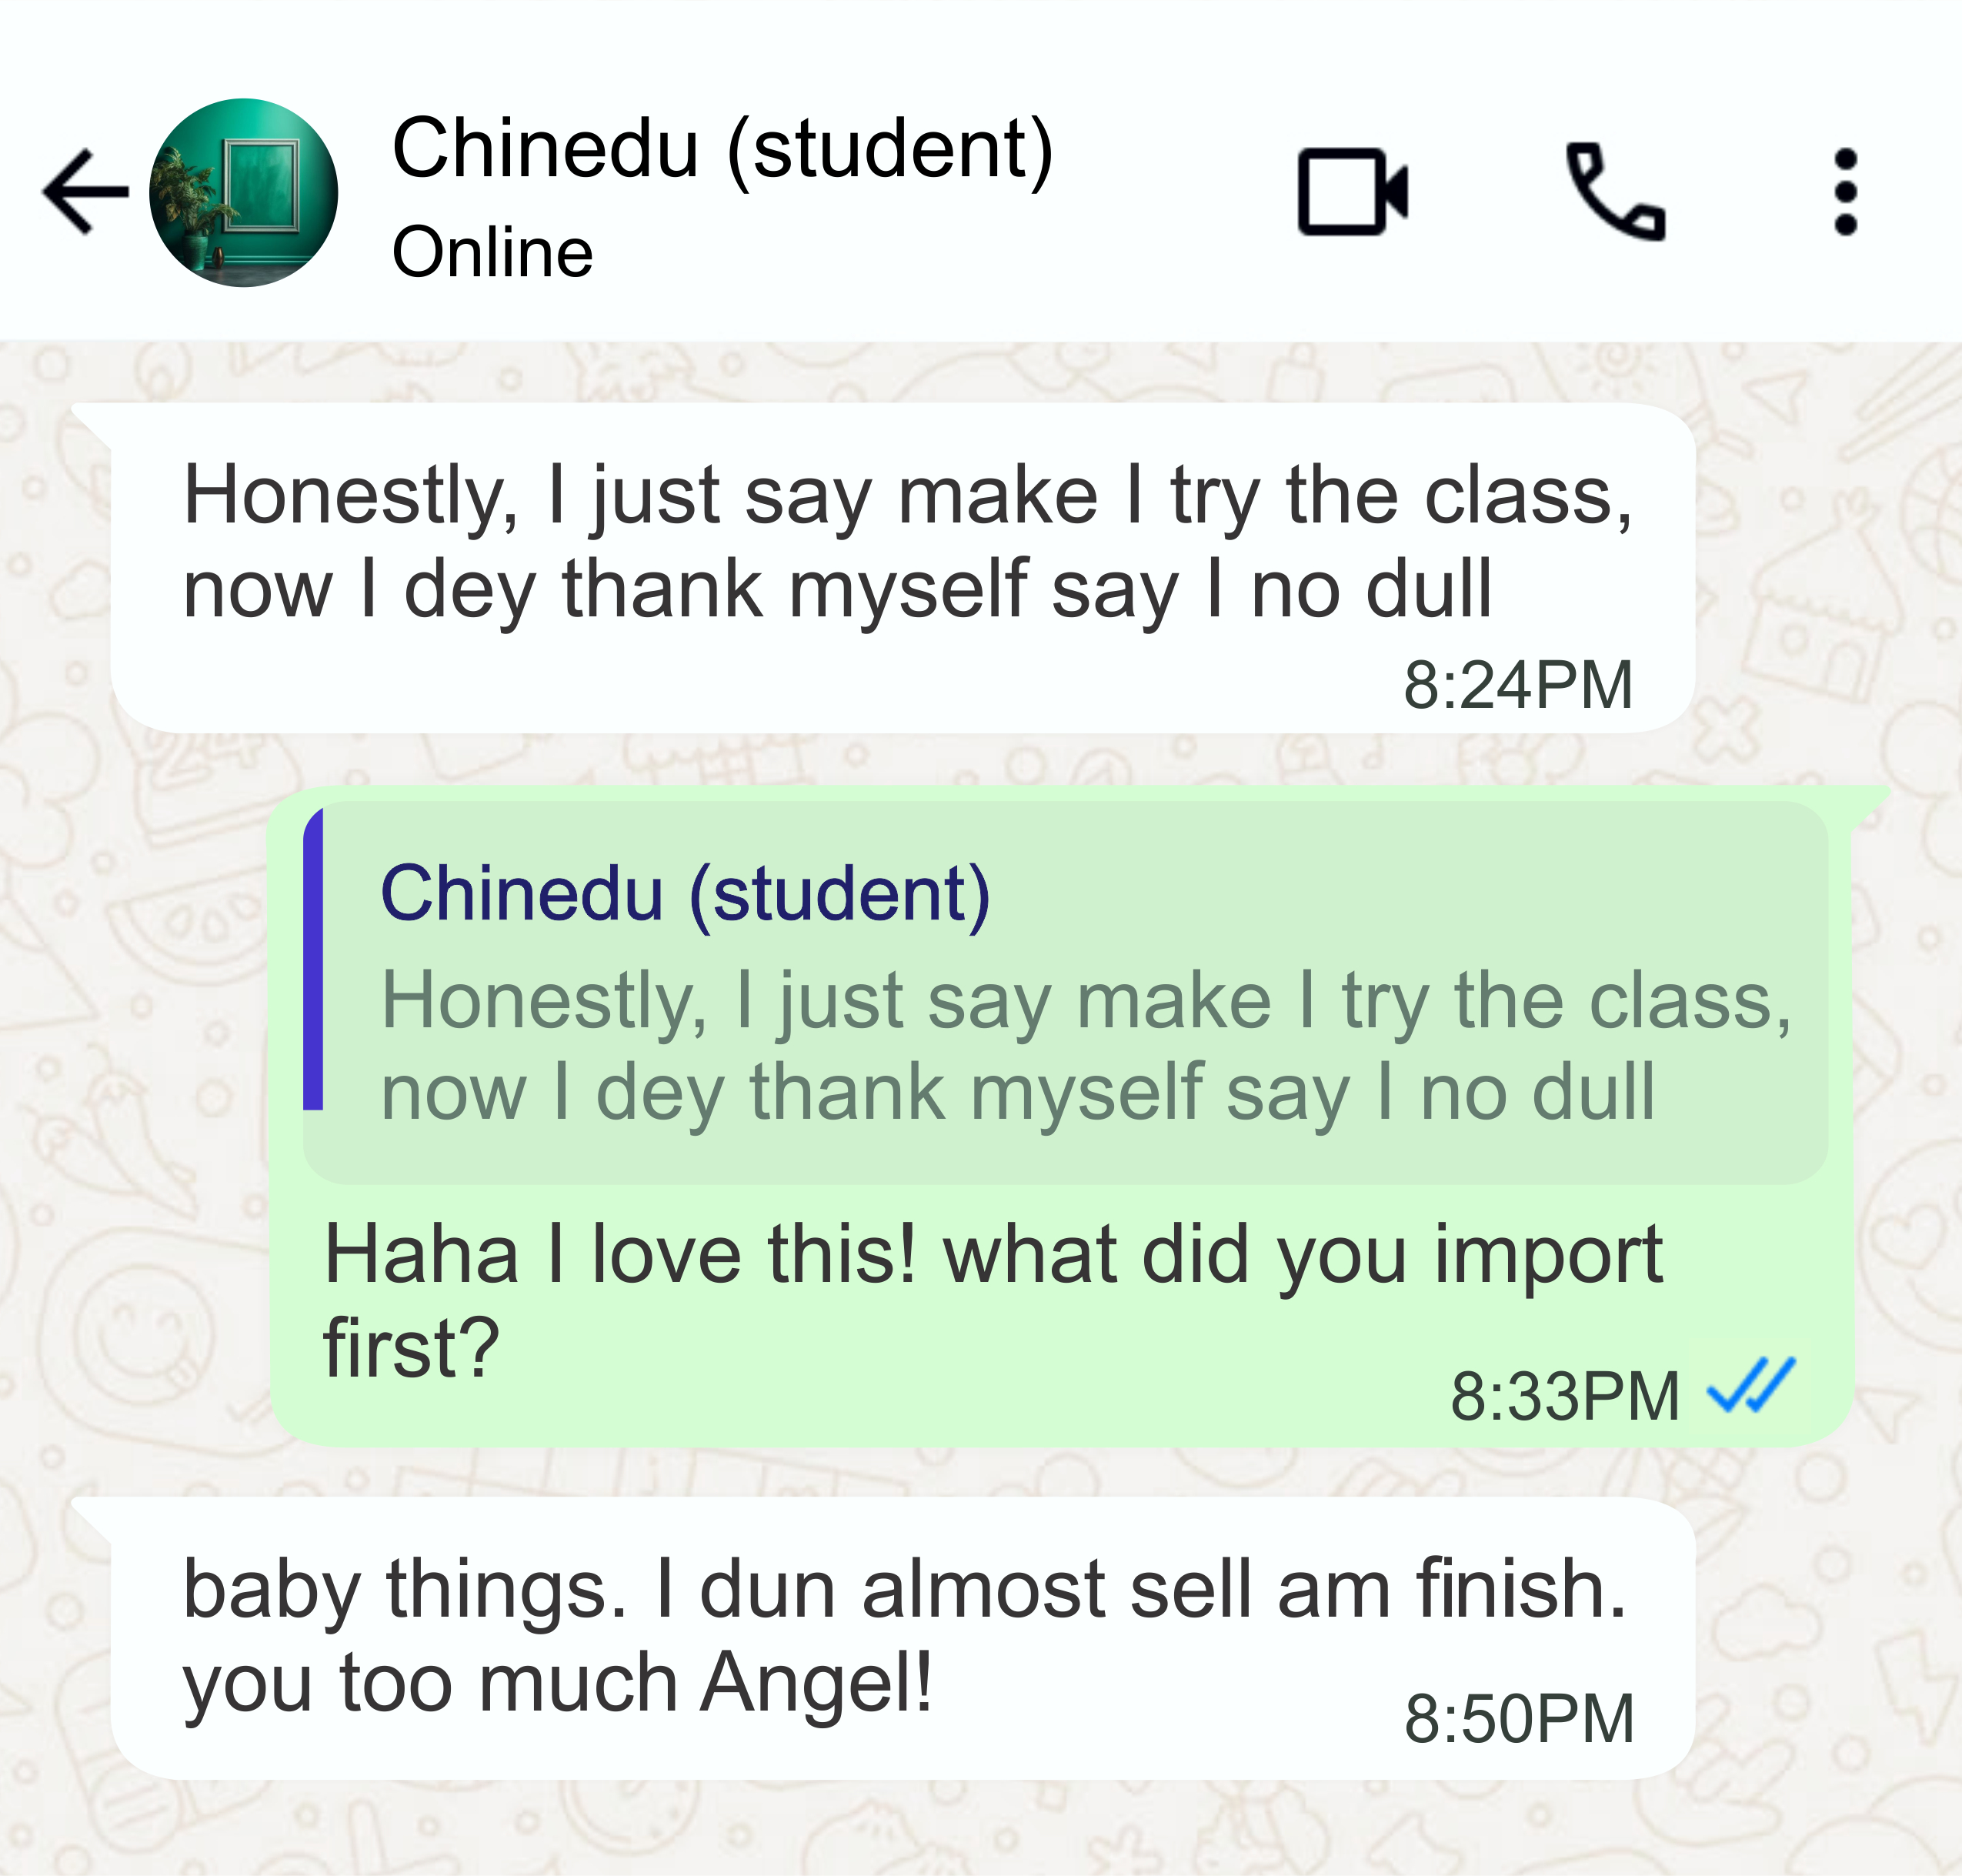 Chinedu (student)
Online
Honestly, I just say make I try the class,
now I dey thank myself say I no dull
8:24PM
Chinedu (student)
Honestly, I just say make I try the class,
now I dey thank myself say I no dull
Haha I love this! what did you import
first?
8:33PM
baby things. I dun almost sell am finish.
you too much Angel!
8:50PM